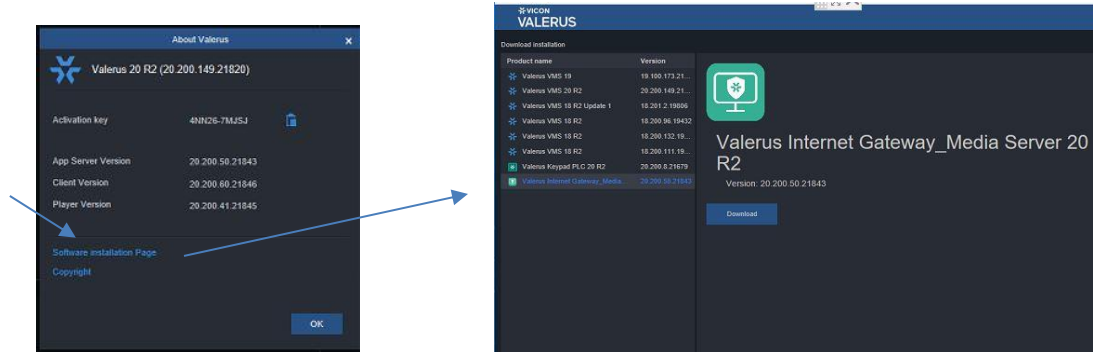 About Valerus
x
Valerus 20 R2 (20.200.149.21820)
Activation key 4NN26-7MJSJ
App Server Version 20.200.50.21843
Client Version 20.200.60.21846
Player Version 20.200.41.21845
Software installation Page
Copyright
OK
VICON
VALERUS
Download installation
Product name Version
Valerus VMS 19 19.100.173.21...
Valerus VMS 20 R2 20.200.149.21...
Valerus VMS 18 R2 Update 1 18.201.2.19806
Valerus VMS 18 R2 18.200.96.19432
Valerus VMS 18 R2 18.200.132.19...
Valerus VMS 18 R2 18.200.111.19...
Valerus Keypad PLC 20 R2 20.200.8.21679
Valerus Internet Gateway_Media... 20.200.50.21843
Valerus Internet Gateway_Media Server 20
R2
Version: 20.200.50.21843
Download